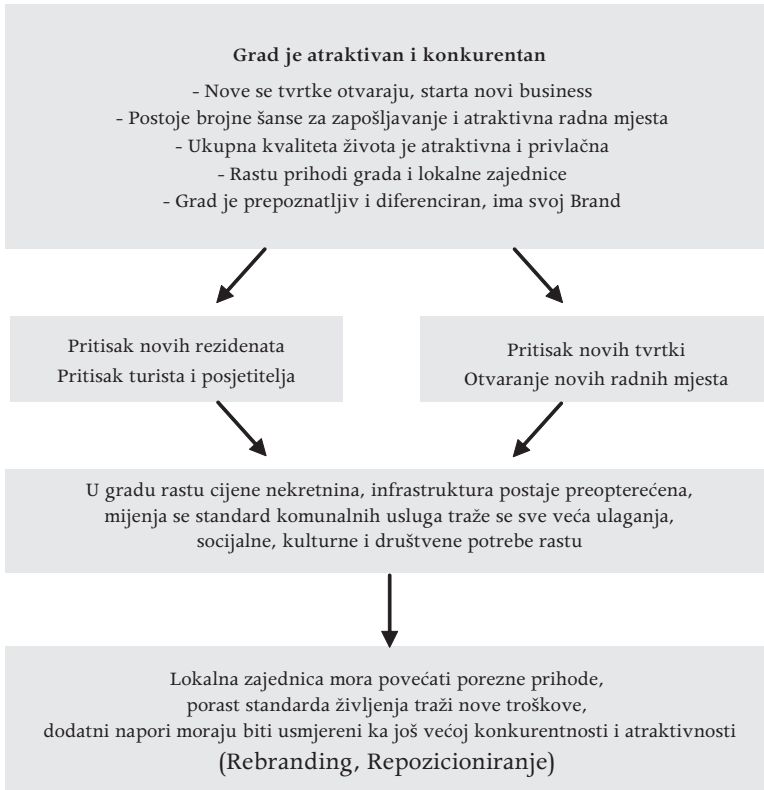 Grad je atraktivan i konkurentan
- Nove se tvrtke otvaraju, starta novi business
- Postoje brojne šanse za zapošljavanje i atraktivna radna mjesta
- Ukupna kvaliteta života je atraktivna i privlačna
- Rastu prihodi grada i lokalne zajednice
- Grad je prepoznatljiv i diferenciran, ima svoj Brand
Pritisak novih rezidenata
Pritisak turista i posjetitelja
Pritisak novih tvrtki
Otvaranje novih radnih mjesta
U gradu rastu cijene nekretnina, infrastruktura postaje preopterećena,
mijenja se standard komunalnih usluga traže se sve veća ulaganja,
socijalne, kulturne i društvene potrebe rastu
Lokalna zajednica mora povećati porezne prihode,
porast standarda življenja traži nove troškove,
dodatni napori moraju biti usmjereni ka još većoj konkurentnosti i atraktivnosti
(Rebranding, Repozicioniranje)